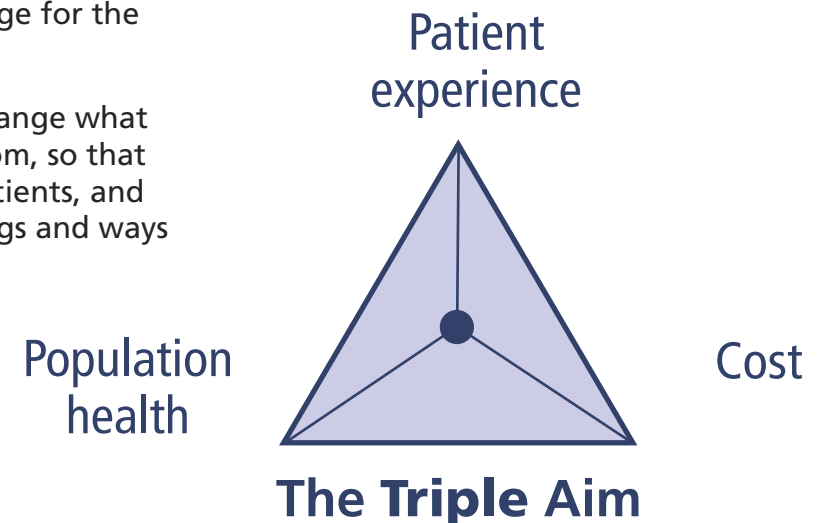 ge for the
ange what
om, so that
tients, and
gs and ways
Patient
experience
Population
health
Cost
The Triple Aim